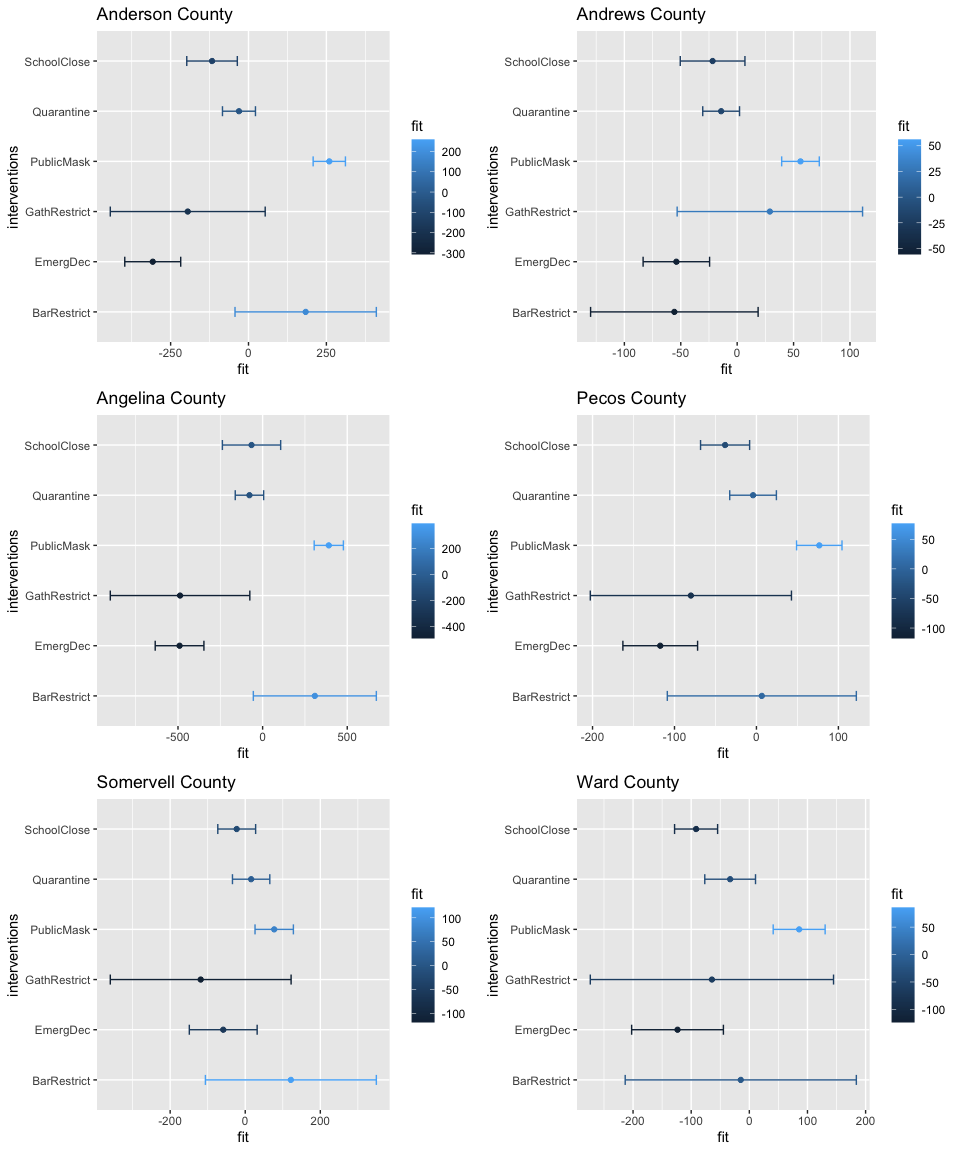 Anderson County
SchoolClose
Quarantine
PublicMask
GathRestrict
EmergDec
BarRestrict
interventions
-250
0
250
fit
fit
200
100
0
-100
-200
-300
Andrews County
SchoolClose
Quarantine
PublicMask
GathRestrict
EmergDec
BarRestrict
interventions
-100
-50
0
50
100
fit
fit
50
25
0
-25
-50
Angelina County
SchoolClose
Quarantine
PublicMask
GathRestrict
EmergDec
BarRestrict
interventions
-500
0
500
fit
fit
200
0
-200
-400
Pecos County
SchoolClose
Quarantine
PublicMask
GathRestrict
EmergDec
BarRestrict
interventions
-200
-100
0
100
fit
fit
50
0
-50
-100
Somervell County
SchoolClose
Quarantine
PublicMask
GathRestrict
EmergDec
BarRestrict
interventions
-200
0
200
fit
fit
100
50
0
-50
-100
Ward County
SchoolClose
Quarantine
PublicMask
GathRestrict
EmergDec
BarRestrict
interventions
-200
-100
0
100
200
fit
fit
50
0
-50
-100